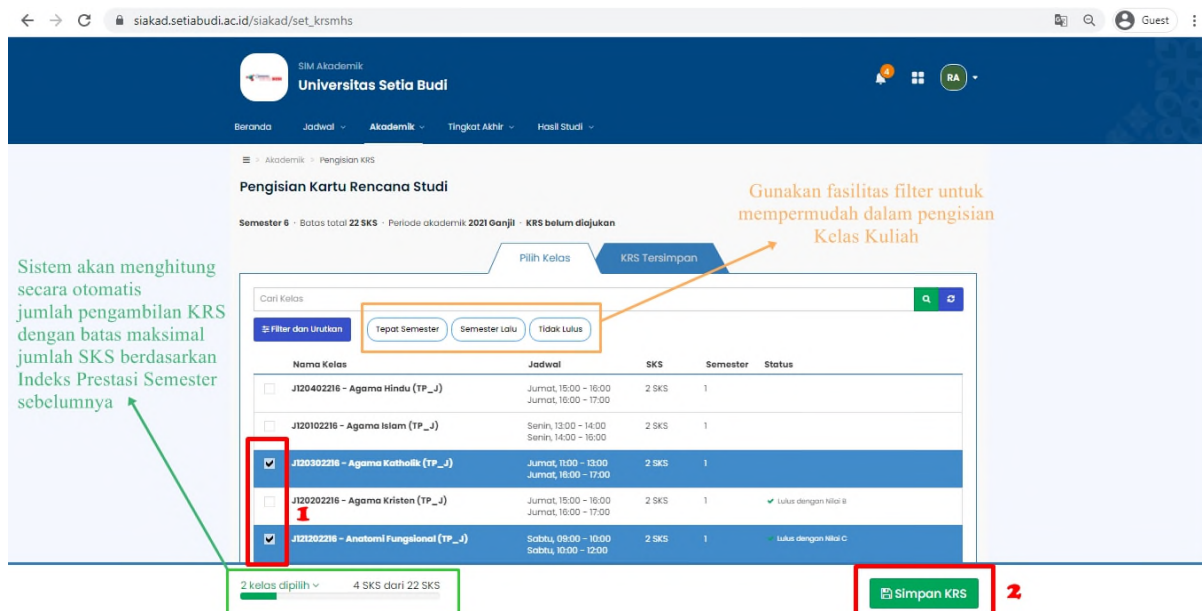 siakad.setiabudi.ac.id/siakad/set_krsmhs
Guest
SIM Akademik
4
RA
Universitas Setia Budi
Beranda Jadwal Akademik Tingkat Akhir Hasil Studi
Akademik > Pengisian KRS
Pengisian Kartu Rencana Studi
Semester 6 · Batas total 22 SKS · Periode akademik 2021 Ganjil · KRS belum diajukan
Gunakan fasilitas filter untuk
mempermudah dalam pengisian
Kelas Kuliah
Sistem akan menghitung
secara otomatis
jumlah pengambilan KRS
dengan batas maksimal
jumlah SKS berdasarkan
Indeks Prestasi Semester
sebelumnya
Pilih Kelas KRS Tersimpan
Cari Kelas
Filter dan Urutkan Tepat Semester Semester Lalu Tidak Lulus
Nama Kelas Jadwal SKS Semester Status
J120402216 - Agama Hindu (TP_J) Jumat, 15:00 - 16:00 2 SKS 1
Jumat, 16:00 - 17:00
J120102216 - Agama Islam (TP_J) Senin, 13:00 - 14:00 2 SKS 1
Senin, 14:00 - 16:00
J120302216 - Agama Katholik (TP_J) Jumat, 11:00 - 13:00 2 SKS 1
Jumat, 16:00 - 17:00
J120202216 - Agama Kristen (TP_J) Jumat, 15:00 - 16:00 2 SKS 1 Lulus dengan Nilai B
Jumat, 16:00 - 17:00
1
J121202216 - Anatomi Fungsional (TP_J) Sabtu, 09:00 - 10:00 2 SKS 1 Lulus dengan Nilai C
Sabtu, 10:00 - 12:00
2 kelas dipilih 4 SKS dari 22 SKS
Simpan KRS
2